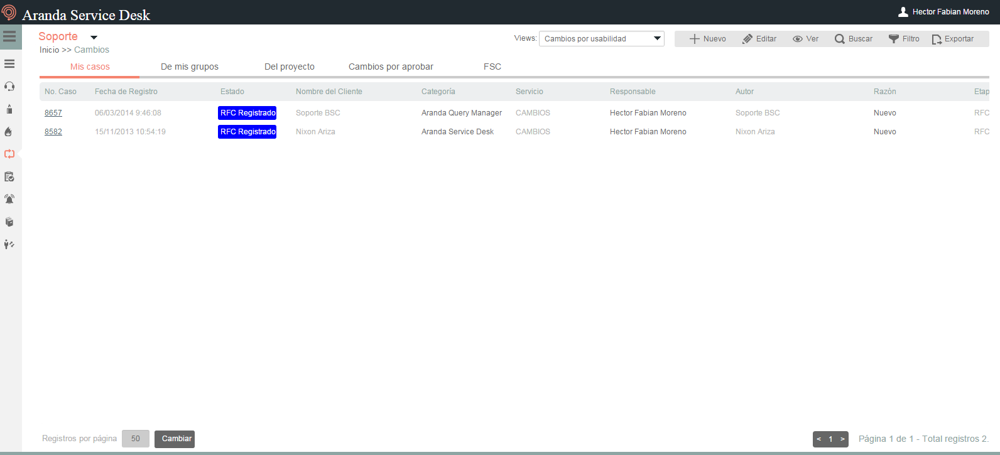 Aranda Service Desk
Hector Fabian Moreno
Soporte
Inicio >> Cambios
Views: Cambios por usabilidad
Nuevo Editar Ver Buscar Filtro Exportar
Mis casos De mis grupos Del proyecto Cambios por aprobar FSC
No. Caso Fecha de Registro Estado Nombre del Cliente Categoría Servicio Responsable Autor Razón Etap
8657 06/03/2014 9:46:08 RFC Registrado Soporte BSC Aranda Query Manager CAMBIOS Hector Fabian Moreno Soporte BSC Nuevo RFC
8582 15/11/2013 10:54:19 RFC Registrado Nixon Ariza Aranda Service Desk CAMBIOS Hector Fabian Moreno Nixon Ariza Nuevo RFC
Registros por página 50 Cambiar < 1 > Página 1 de 1 - Total registros 2.